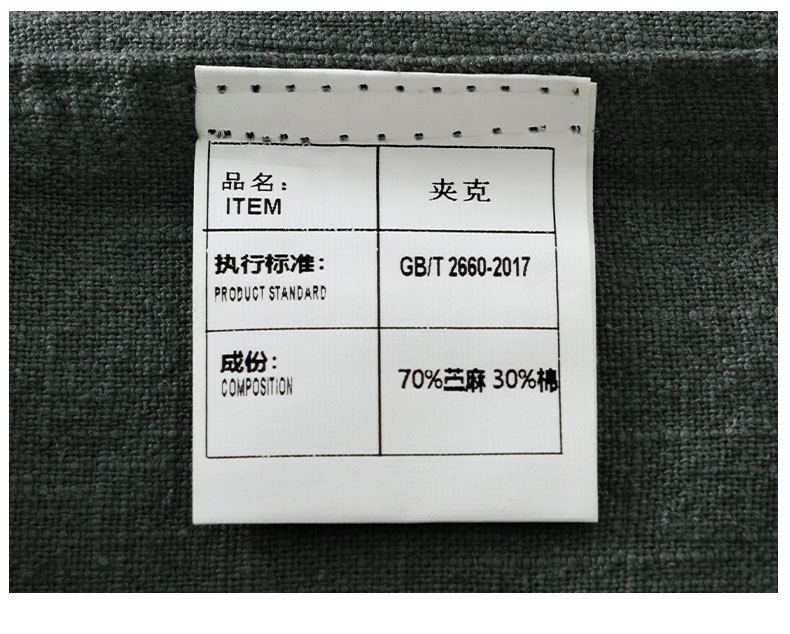 品名：
ITEM
夹克
执行标准：
PRODUCT STANDARD
GB/T 2660-2017
成份：
COMPOSITION
70%苎麻 30%棉